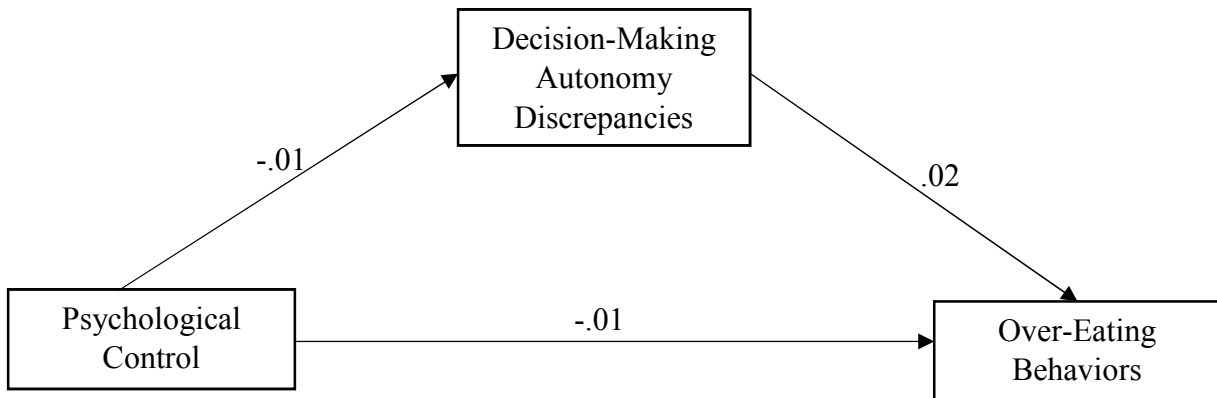 Decision-Making
Autonomy
Discrepancies
-.01
.02
Psychological
Control
-.01
Over-Eating
Behaviors